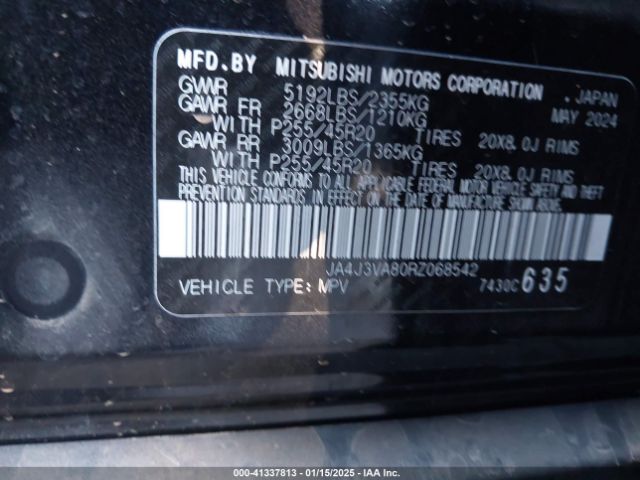 MFD.BY MITSUBISHI MOTORS CORPORATION, JAPAN
GVWR 5192LBS/2355KG MAY 2024
GAWR FR 2668LBS/1210KG
WITH P255/45R20 TIRES 20X8.0J RIMS
GAWR RR 3009LBS/1365KG
WITH P255/45R20 TIRES 20X8.0J RIMS
THIS VEHICLE CONFORMS TO ALL APPLICABLE FEDERAL MOTOR VEHICLE SAFETY AND THEFT
PREVENTION STANDARDS IN EFFECT ON THE DATE OF MANUFACTURE SHOWN ABOVE.
JA4J3VA80RZ068542
VEHICLE TYPE: MPV 7430C 635
000-41337813 - 01/15/2025 - IAA Inc.